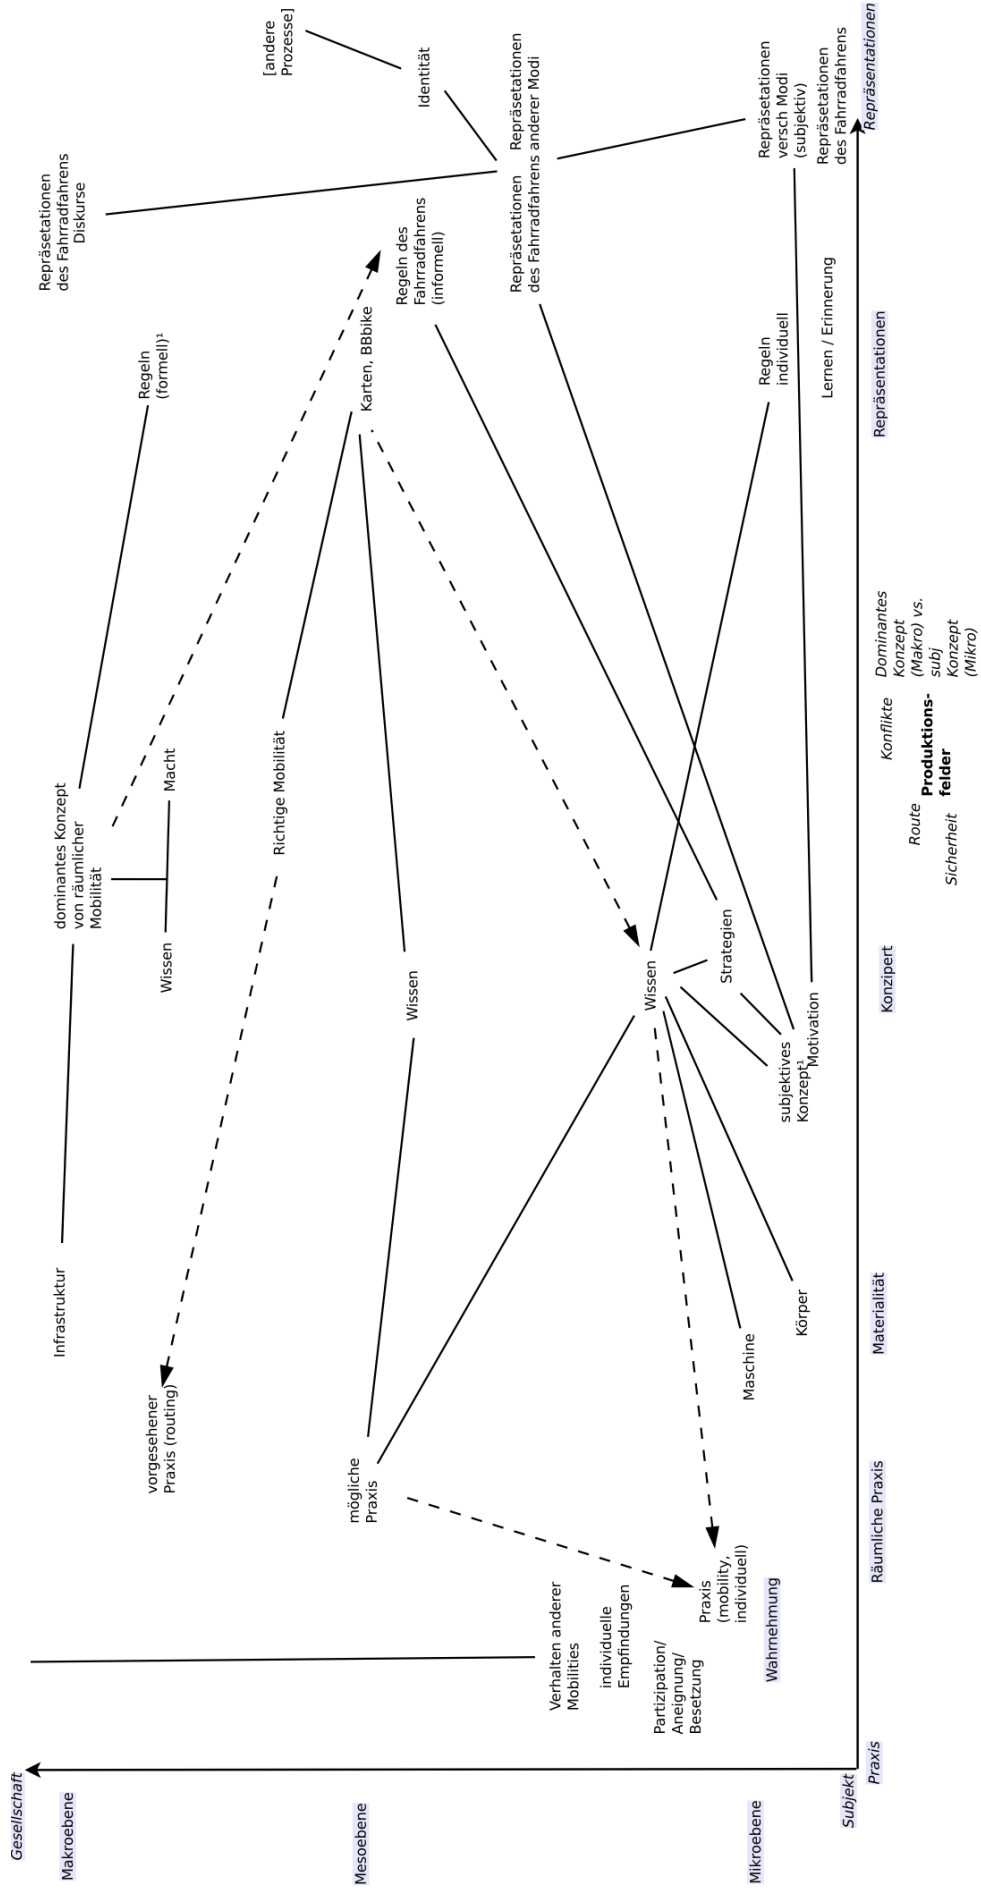 Gesellschaft
Makroebene
Mesoebene
Mikroebene
Subjekt
Praxis
Infrastruktur
dominantes Konzept
von räumlicher
Mobilität
Wissen
Macht
Regeln
(formell)¹
Repräsetationen
des Fahrradfahrens
Diskurse
[andere
Prozesse]
Identität
vorgesehener
Praxis (routing)
Richtige Mobilität
Karten, BBbike
Regeln des
Fahrradfahrens
(informell)
mögliche
Praxis
Wissen
Repräsetationen
des Fahrradfahrens
Repräsetationen
anderer Modi
Verhalten anderer
Mobilities
individuelle
Empfindungen
Partizipation/
Aneignung/
Besetzung
Praxis
(mobility,
individuell)
Wahrnehmung
Wissen
Strategien
Maschine
Körper
subjektives
Konzept¹
Motivation
Regeln
individuell
Lernen / Erinnerung
Repräsetationen
versch Modi
(subjektiv)
Repräsetationen
des Fahrradfahrens
Räumliche Praxis
Materialität
Konzipert
Repräsentationen
Repräsentationen
Konflikte
Dominantes
Konzept
(Makro) vs.
subj
Konzept
(Mikro)
Route
Produktions-
felder
Sicherheit